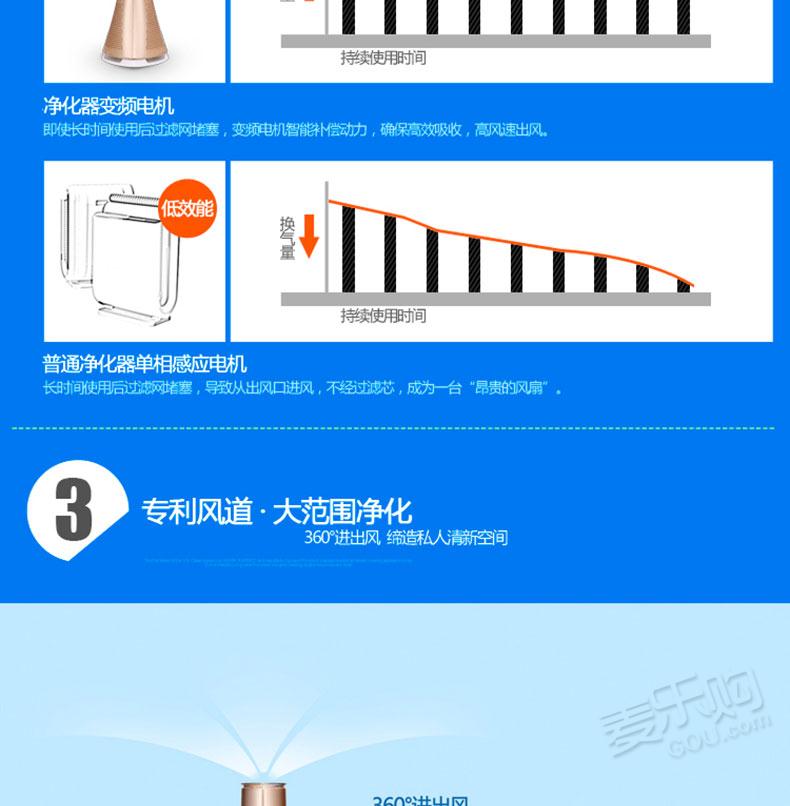 持续使用时间
净化器变频电机
即使长时间使用后过滤网堵塞，变频电机智能补偿动力，确保高效吸收，高风速出风。
低效能
换气量
持续使用时间
普通净化器单相感应电机
长时间使用后过滤网堵塞，导致从出风口进风，不经过滤芯，成为一台“昂贵的风扇”。
3
专利风道·大范围净化
360°进出风 缔造私人清新空间
麦乐购
GOU.com
360°进出风